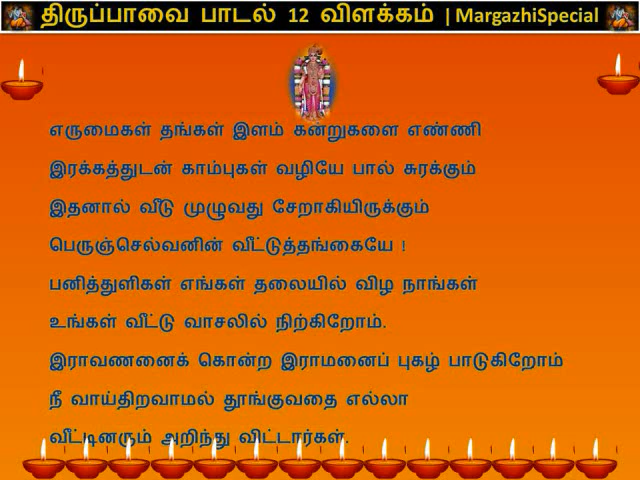 திருப்பாவை பாடல் 12 விளக்கம் | MargazhiSpecial
எருமைகள் தங்கள் இளம் கன்றுகளை எண்ணி
இரக்கத்துடன் காம்புகள் வழியே பால் சுரக்கும்
இதனால் வீடு முழுவது சேறாகியிருக்கும்
பெருஞ்செல்வனின் வீட்டுத்தங்கையே !
பனித்துளிகள் எங்கள் தலையில் விழ நாங்கள்
உங்கள் வீட்டு வாசலில் நிற்கிறோம்.
இராவணனைக் கொன்ற இராமனைப் புகழ் பாடுகிறோம்
நீ வாய்திறவாமல் தூங்குவதை எல்லா
வீட்டினரும் அறிந்து விட்டார்கள்.